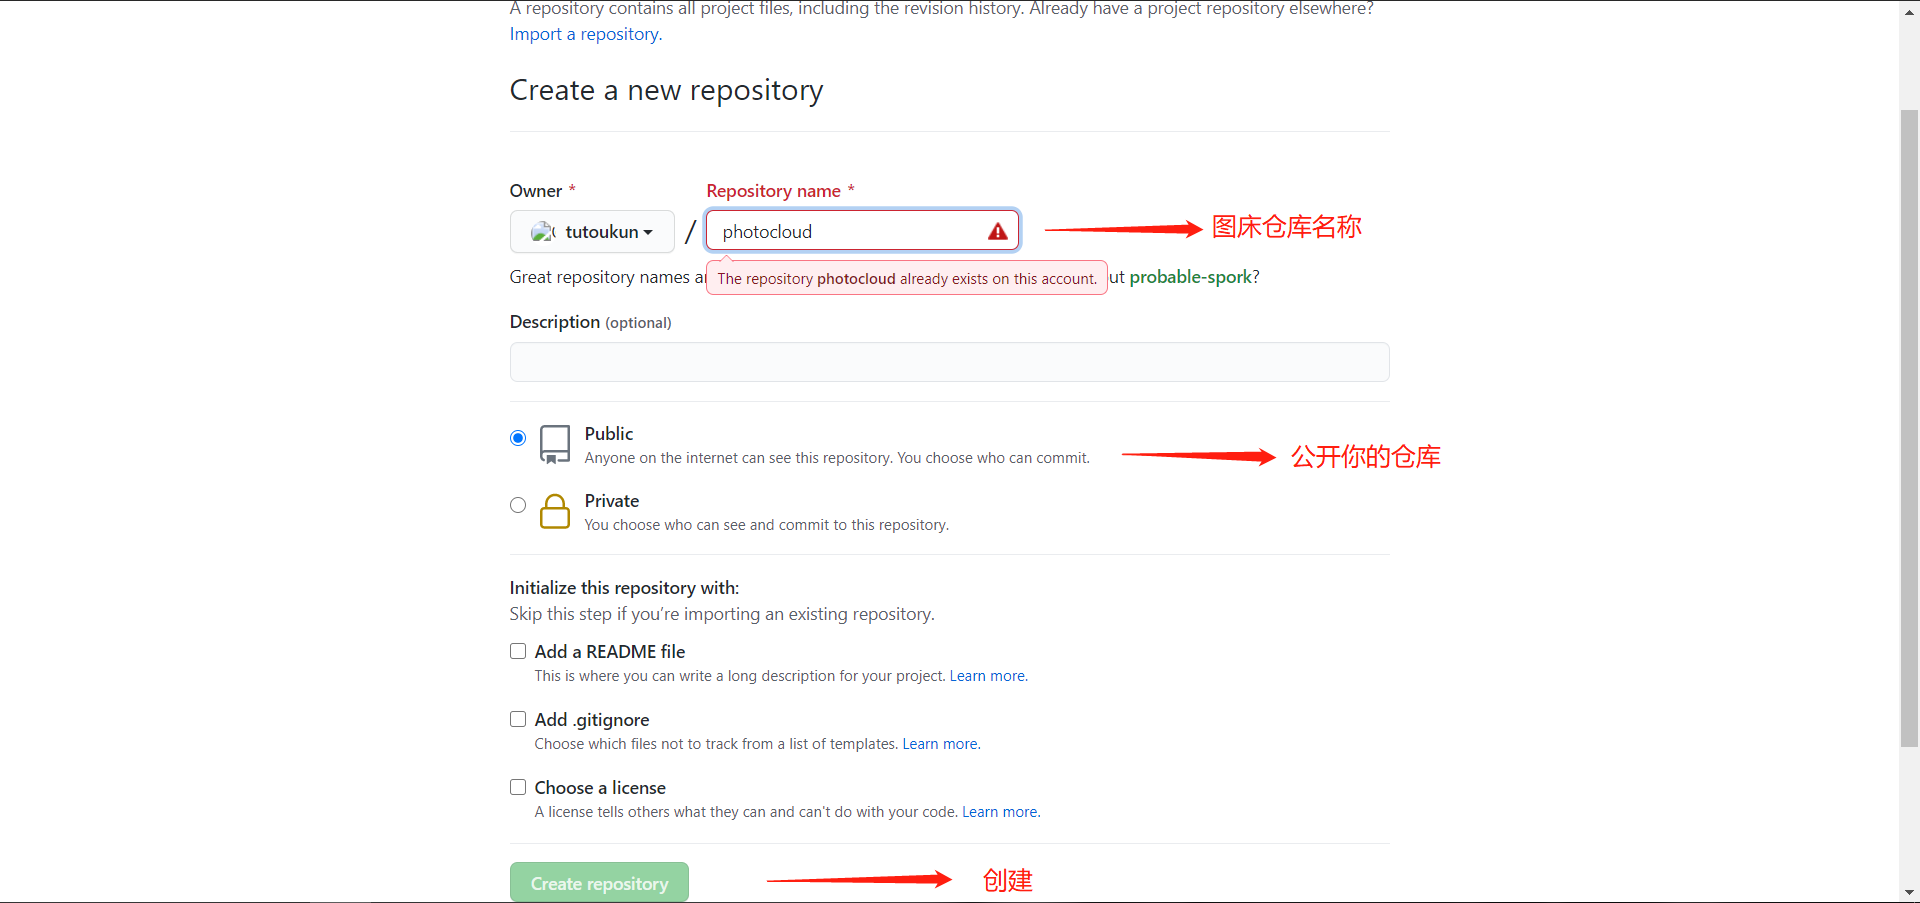 A repository contains all project files, including the revision history. Already have a project repository elsewhere?
Import a repository.
Create a new repository
Owner *
Repository name *
tutoukun
/
photocloud
图床仓库名称
Great repository names a
The repository photocloud already exists on this account.
ut probable-spork?
Description (optional)
Public
Anyone on the internet can see this repository. You choose who can commit.
公开你的仓库
Private
You choose who can see and commit to this repository.
Initialize this repository with:
Skip this step if you're importing an existing repository.
Add a README file
This is where you can write a long description for your project. Learn more.
Add .gitignore
Choose which files not to track from a list of templates. Learn more.
Choose a license
A license tells others what they can and can't do with your code. Learn more.
Create repository
创建